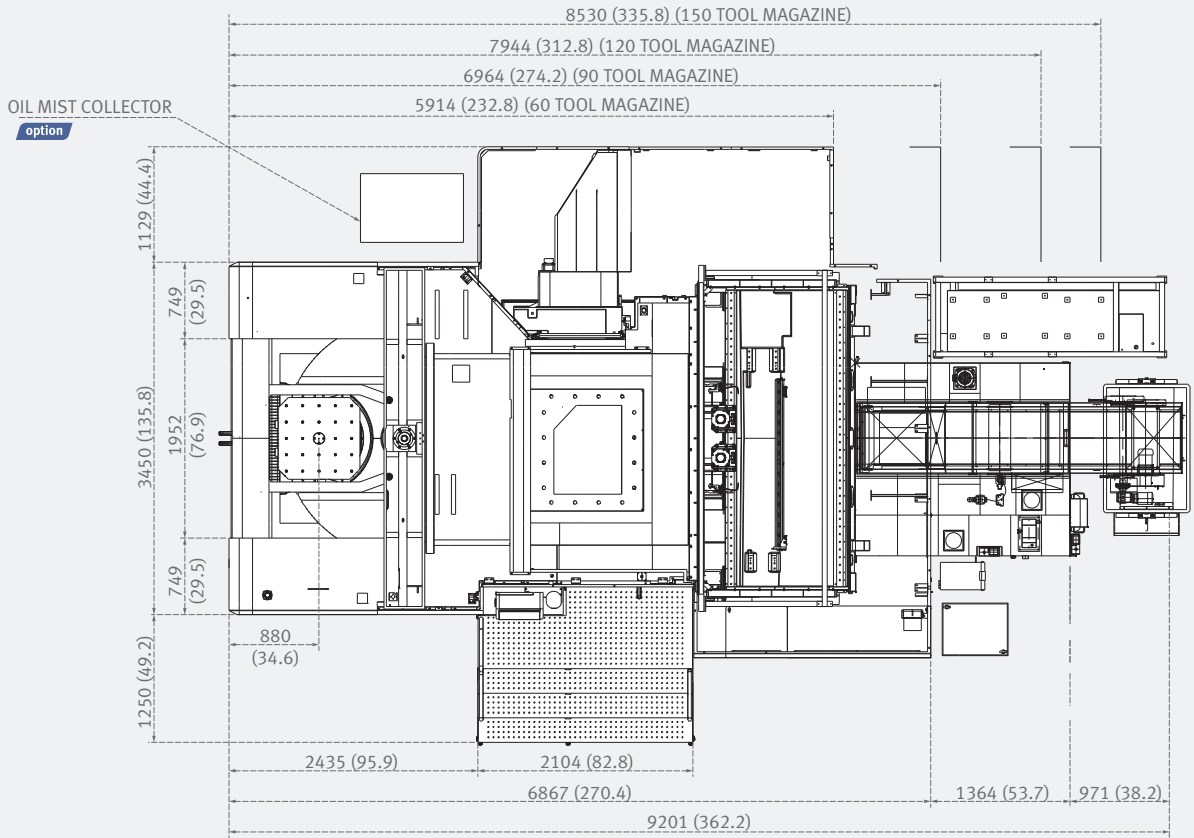 8530 (335.8) (150 TOOL MAGAZINE)
7944 (312.8) (120 TOOL MAGAZINE)
6964 (274.2) (90 TOOL MAGAZINE)
5914 (232.8) (60 TOOL MAGAZINE)
OIL MIST COLLECTOR
option
1129 (44.4)
3450 (135.8)
749
(29.5)
1952
(76.9)
749
(29.5)
1250 (49.2)
880
(34.6)
2435 (95.9)
2104 (82.8)
6867 (270.4)
1364 (53.7)
971 (38.2)
9201 (362.2)